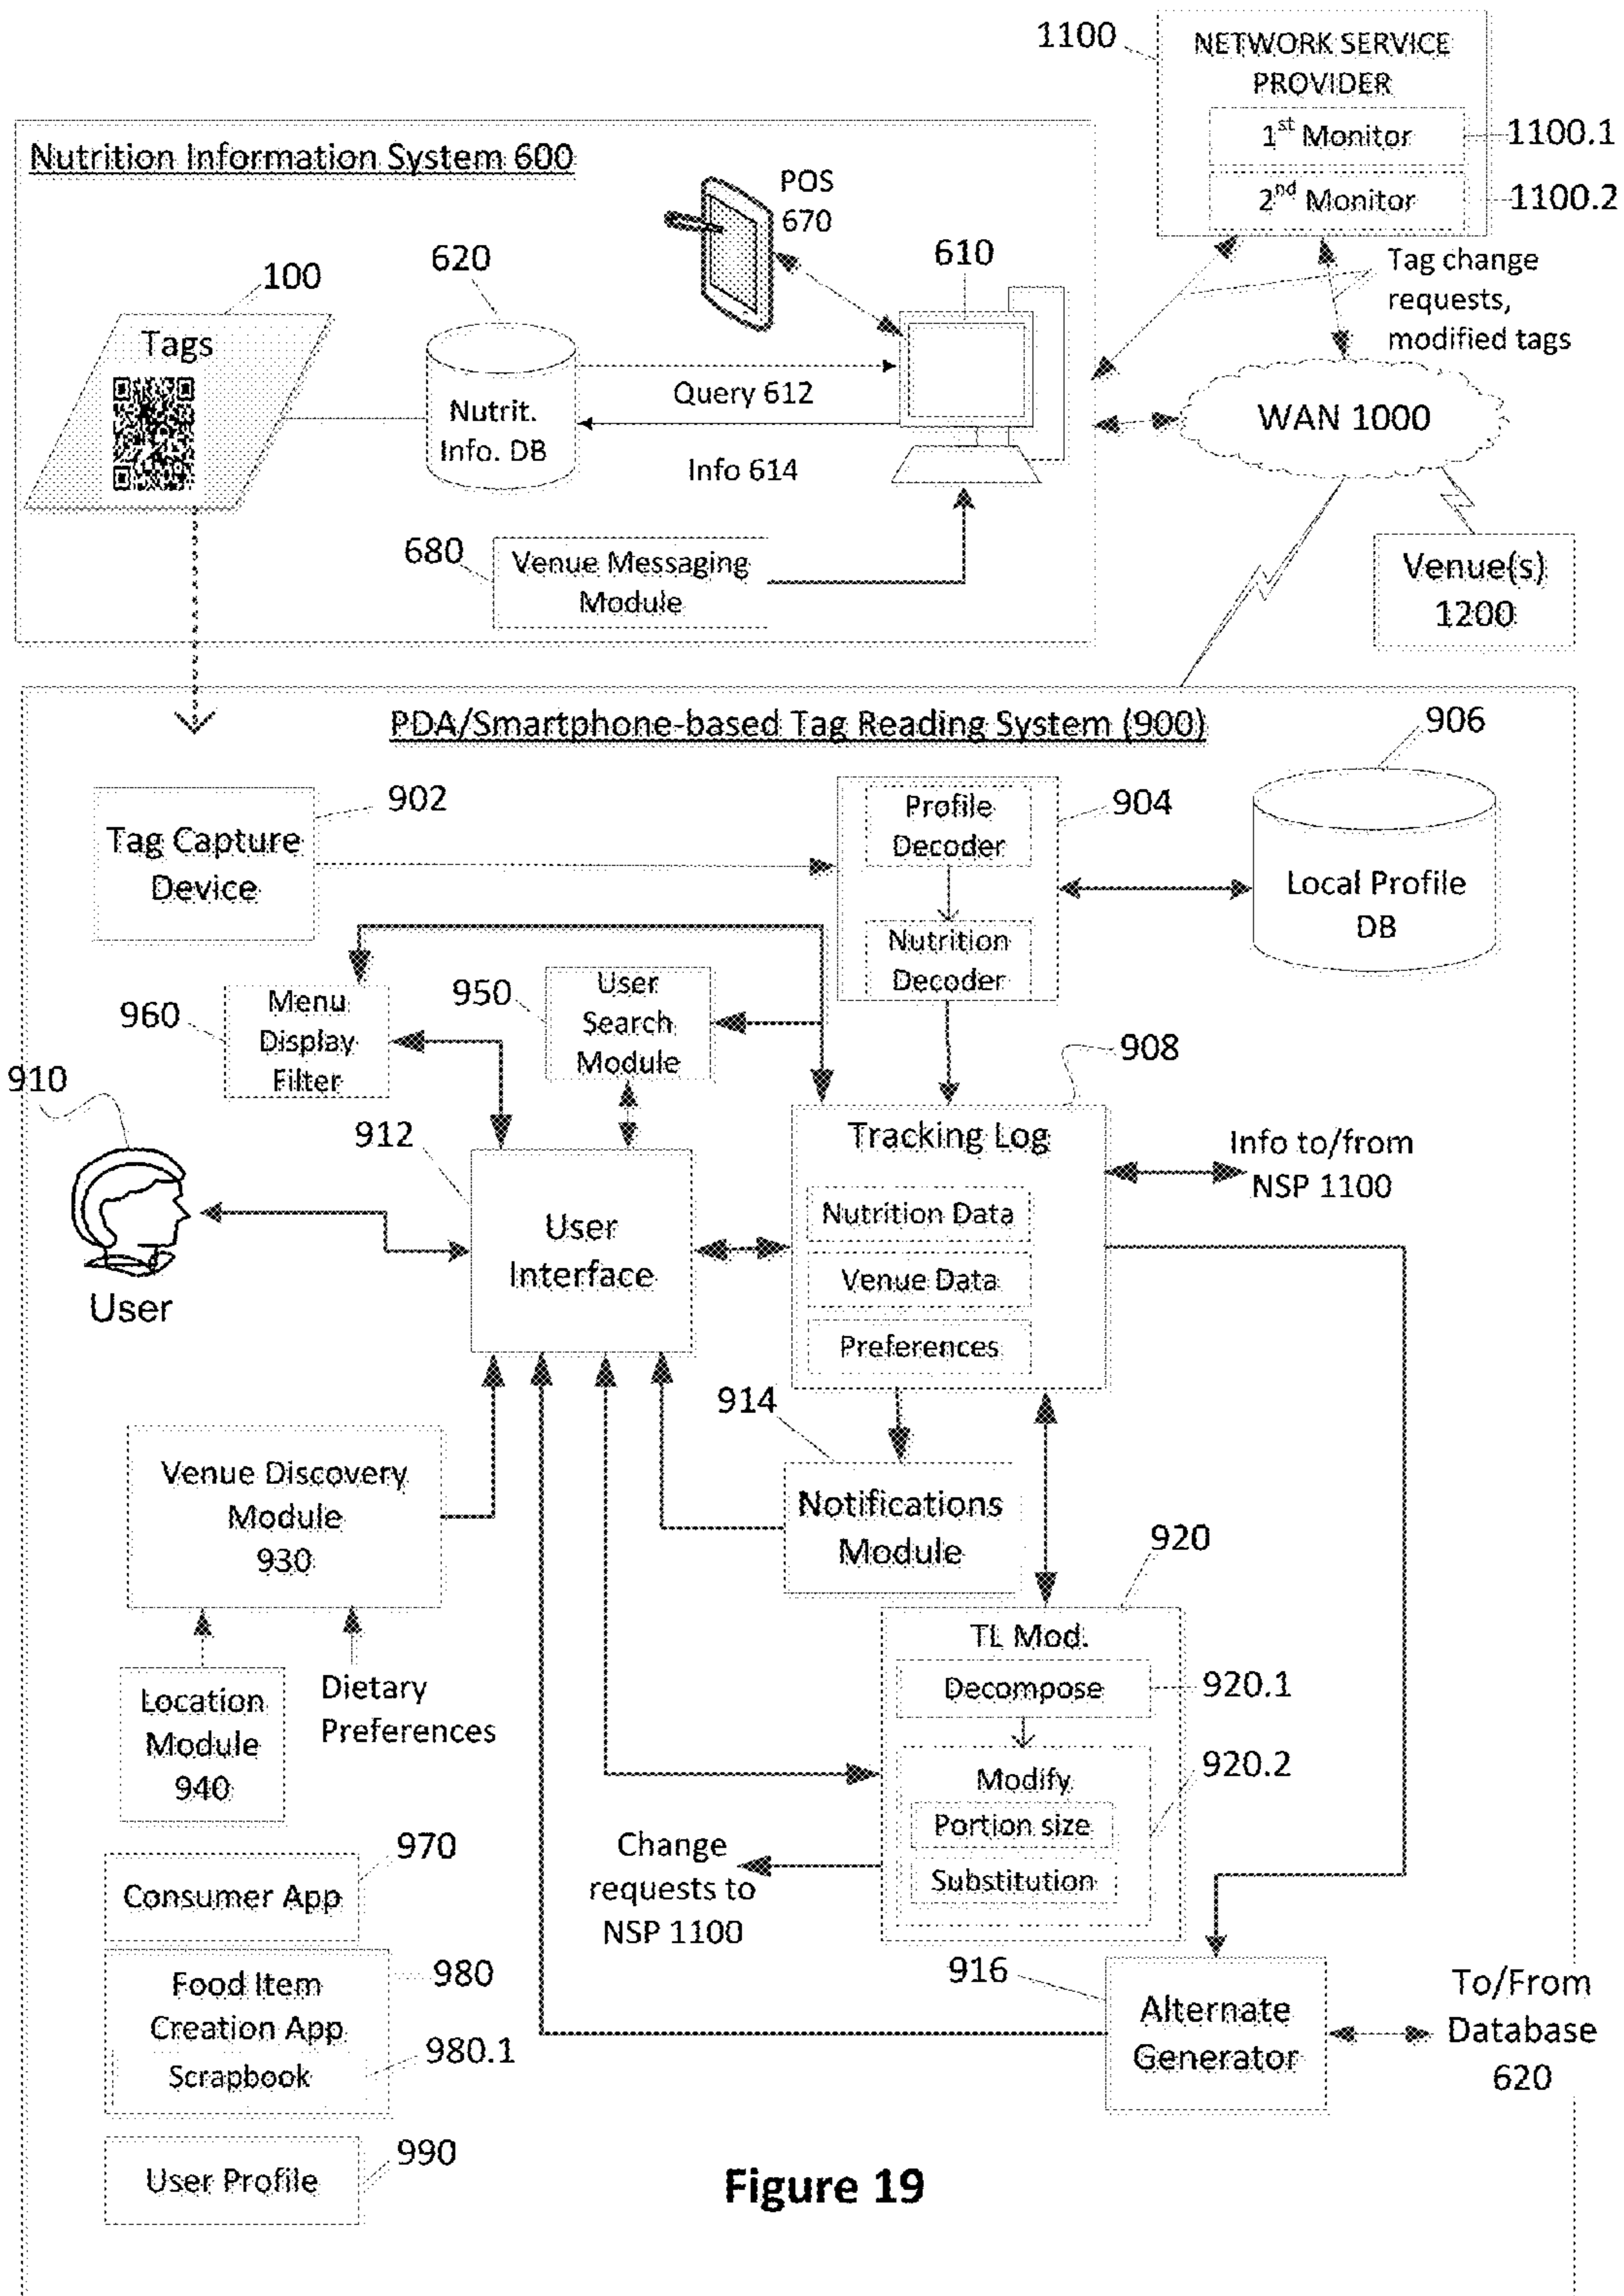 1100
NETWORK SERVICE
PROVIDER
1st Monitor
1100.1
2nd Monitor
1100.2
Nutrition Information System 600
POS
670
100
620
610
Tag change
requests,
modified tags
Tags
Nutrit.
Info. DB
Query 612
Info 614
WAN 1000
680
Venue Messaging
Module
Venue(s)
1200
PDA/Smartphone-based Tag Reading System (900)
902
Tag Capture
Device
Profile
Decoder
904
Nutrition
Decoder
906
Local Profile
DB
960
Menu
Display
Filter
950
User
Search
Module
908
910
User
912
User
Interface
Tracking Log
Nutrition Data
Venue Data
Preferences
Info to/from
NSP 1100
914
Notifications
Module
Venue Discovery
Module
930
Location
Module
940
Dietary
Preferences
920
TL Mod.
Decompose
920.1
Modify
920.2
Portion size
Substitution
Change
requests to
NSP 1100
970
Consumer App
980
Food Item
Creation App
980.1
Scrapbook
916
Alternate
Generator
To/From
Database
620
990
User Profile
Figure 19